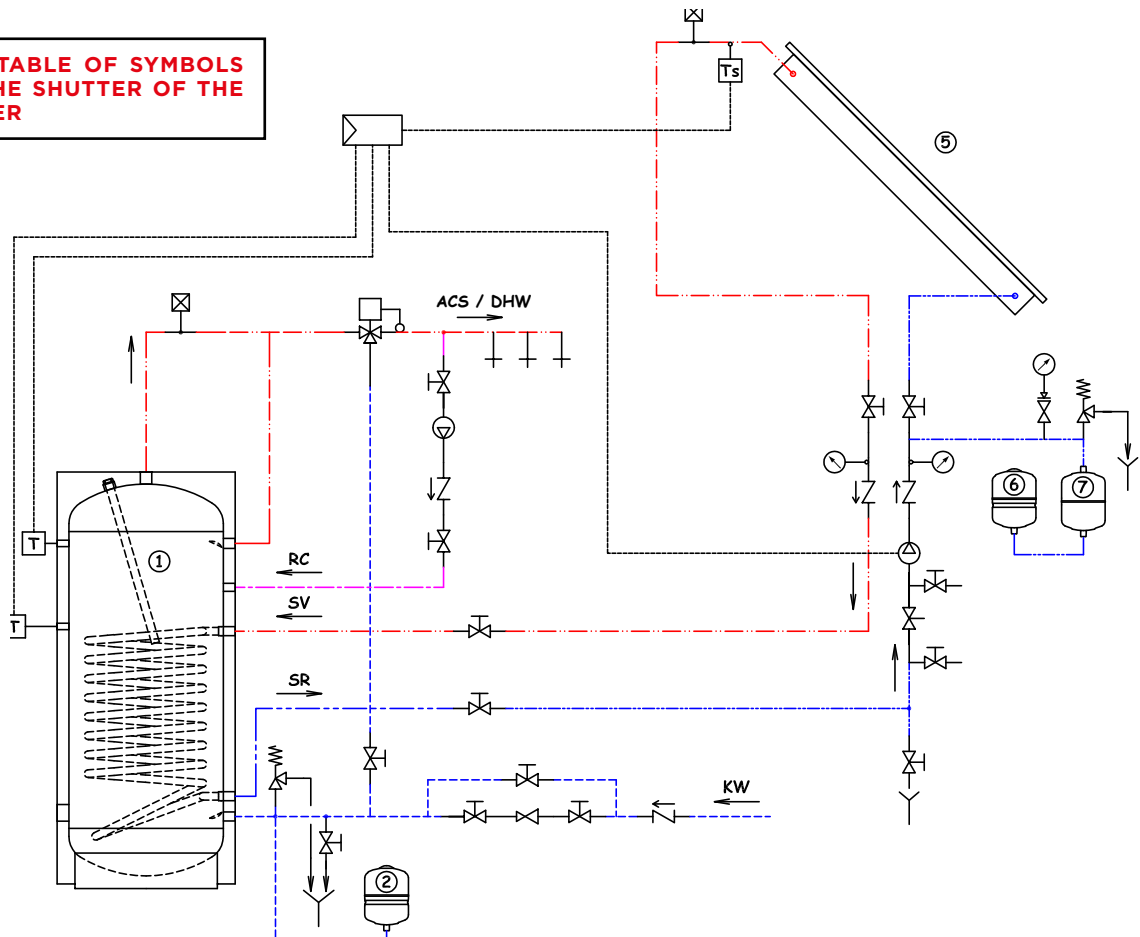 TABLE OF SYMBOLS
HE SHUTTER OF THE
ER
Ts
5
ACS / DHW
6
7
T
1
RC
SV
T
SR
KW
2